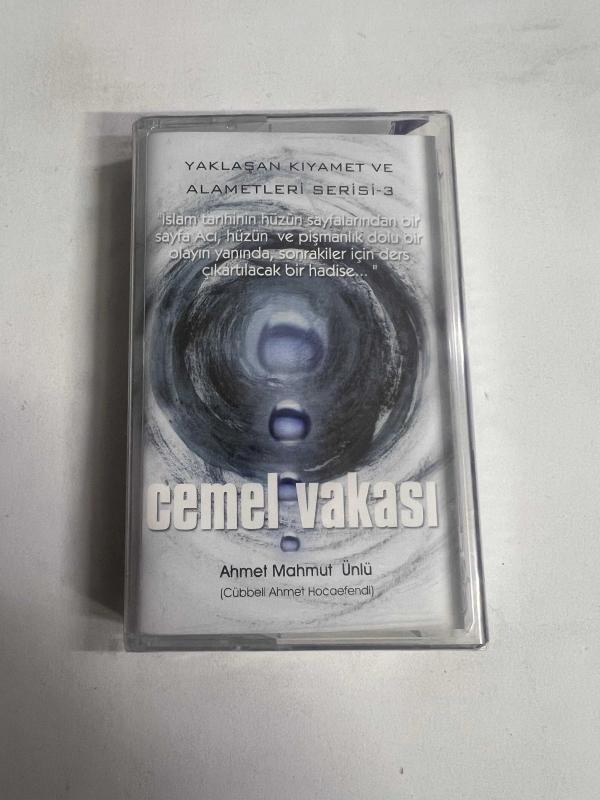 YAKLAŞAN KIYAMET VE
ALAMETLERİ SERİSİ-3
"İslam tarihinin hüzün sayfalarından bir
sayfa Acı, hüzün ve pişmanlık dolu bir
olayın yanında, sonrakiler için ders
çıkartılacak bir hadise... "
cemel vakası
Ahmet Mahmut Ünlü
(Cübbeli Ahmet Hocaefendi)